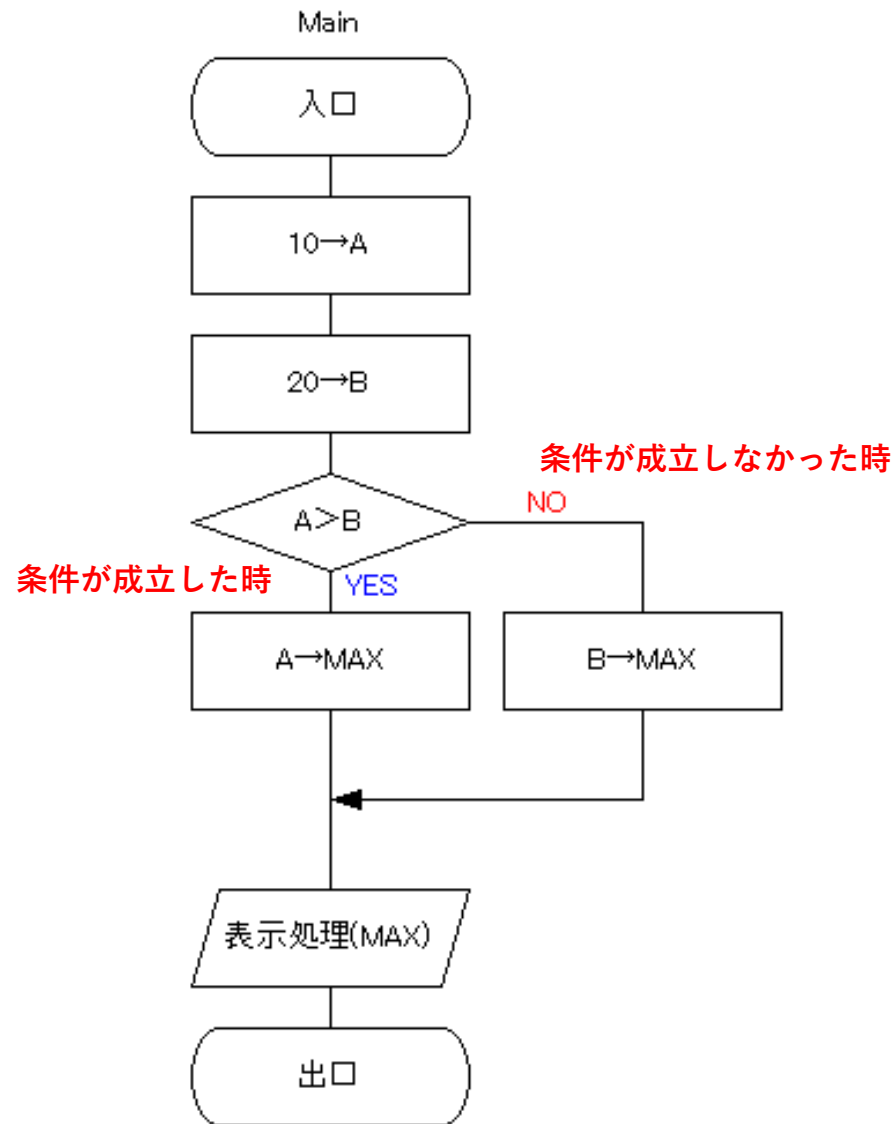 Main
入口
10→A
20→B
条件が成立しなかった時
A>B
NO
条件が成立した時
YES
A→MAX
B→MAX
表示処理(MAX)
出口